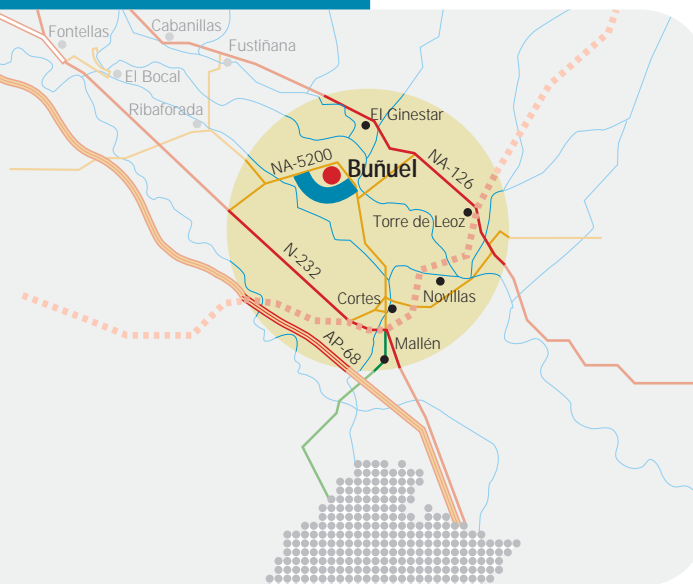 Fontellas
Cabanillas
Fustiñana
El Bocal
Ribaforada
El Ginestar
NA-5200
Buñuel
NA-126
Torre de Leoz
N-232
Cortes
Novillas
AP-68
Mallén